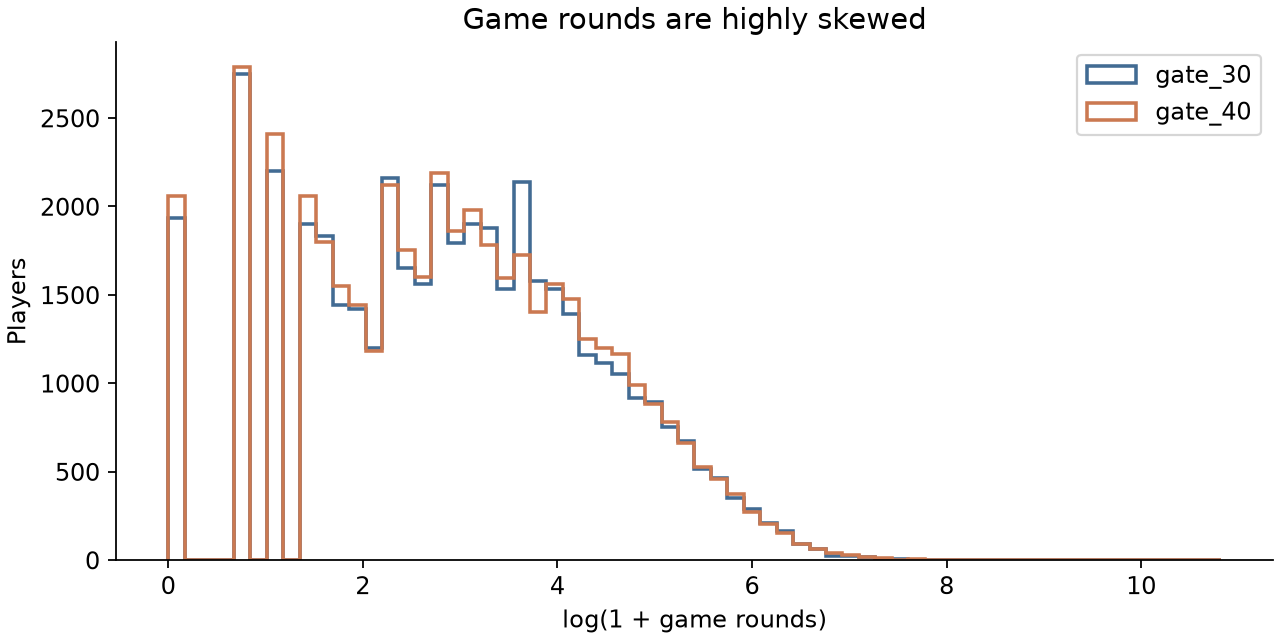 Game rounds are highly skewed
gate_30
gate_40
Players
2500
2000
1500
1000
500
0
0 2 4 6 8 10
log(1 + game rounds)